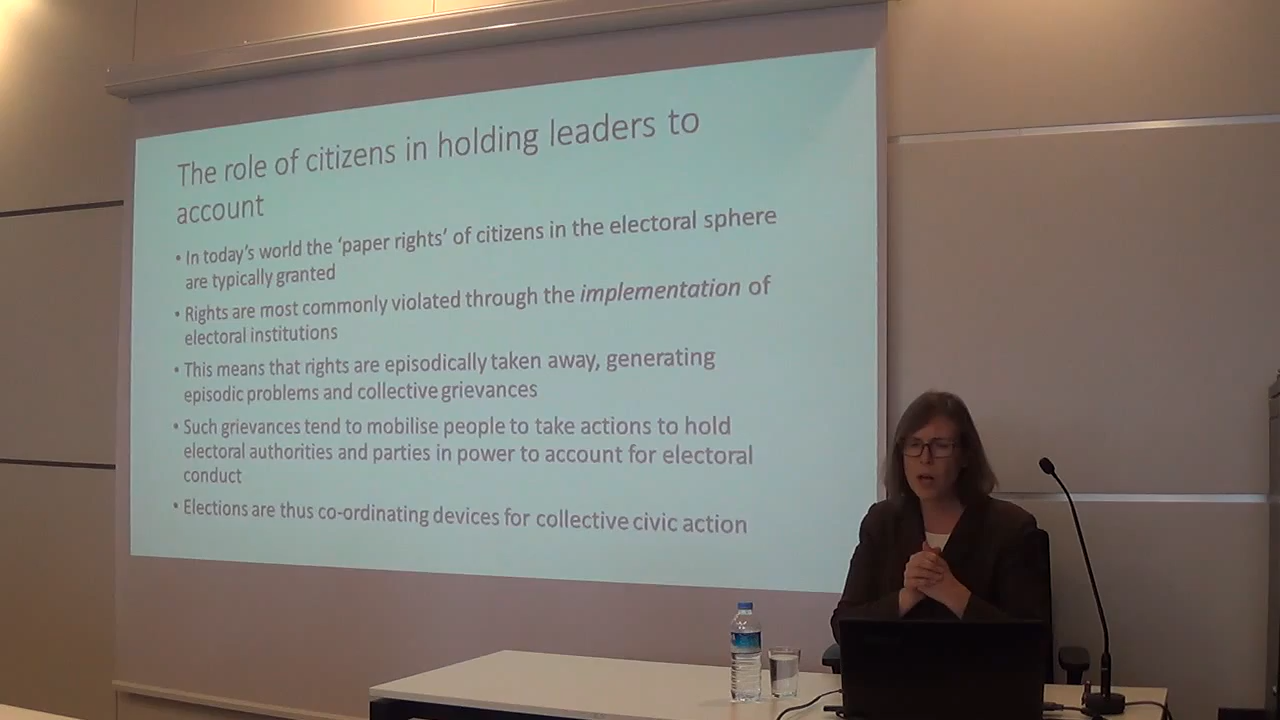 The role of citizens in holding leaders to
account
• In today's world the 'paper rights' of citizens in the electoral sphere
are typically granted
• Rights are most commonly violated through the implementation of
electoral institutions
• This means that rights are episodically taken away, generating
episodic problems and collective grievances
• Such grievances tend to mobilise people to take actions to hold
electoral authorities and parties in power to account for electoral
conduct
• Elections are thus co-ordinating devices for collective civic action